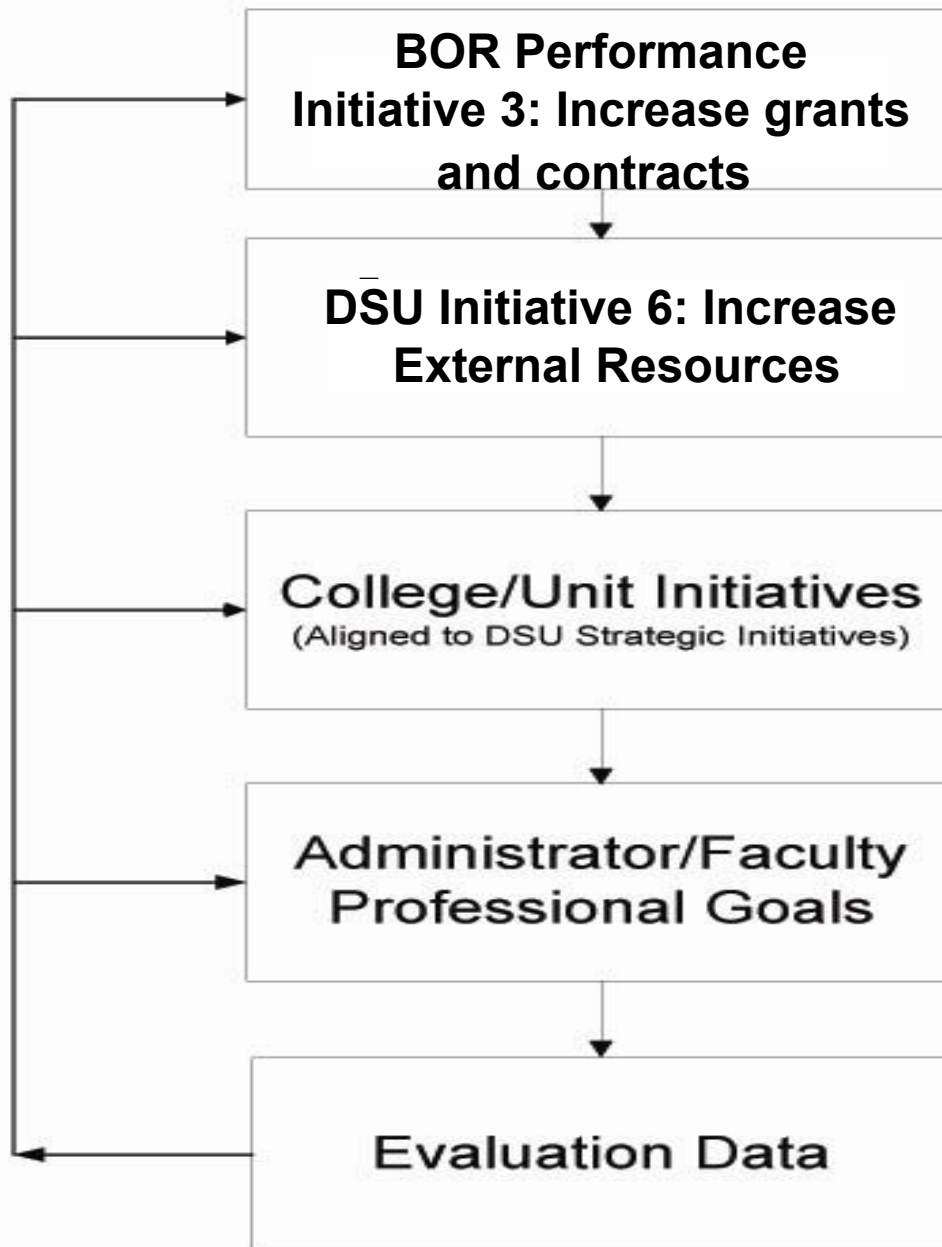 BOR Performance
Initiative 3: Increase grants
and contracts
DSU Initiative 6: Increase
External Resources
College/Unit Initiatives
(Aligned to DSU Strategic Initiatives)
Administrator/Faculty
Professional Goals
Evaluation Data